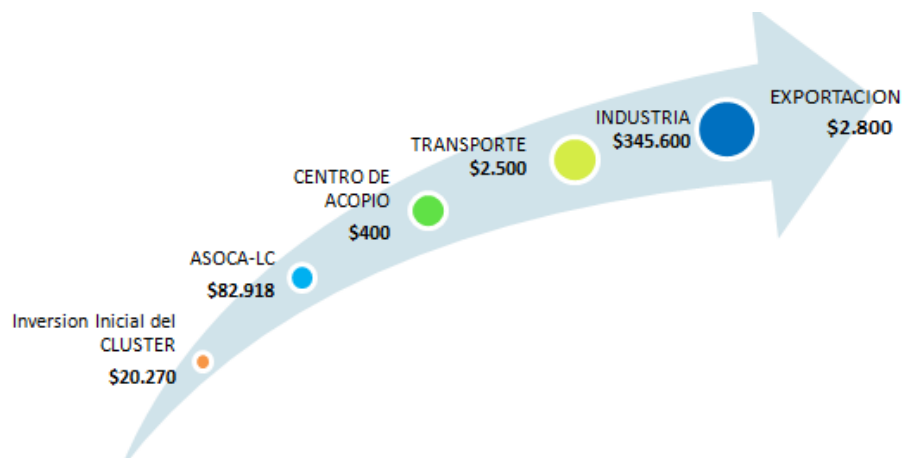 Inversion Inicial del
CLUSTER
$20.270
ASOCA-LC
$82.918
CENTRO DE
ACOPIO
$400
TRANSPORTE
$2.500
INDUSTRIA
$345.600
EXPORTACION
$2.800